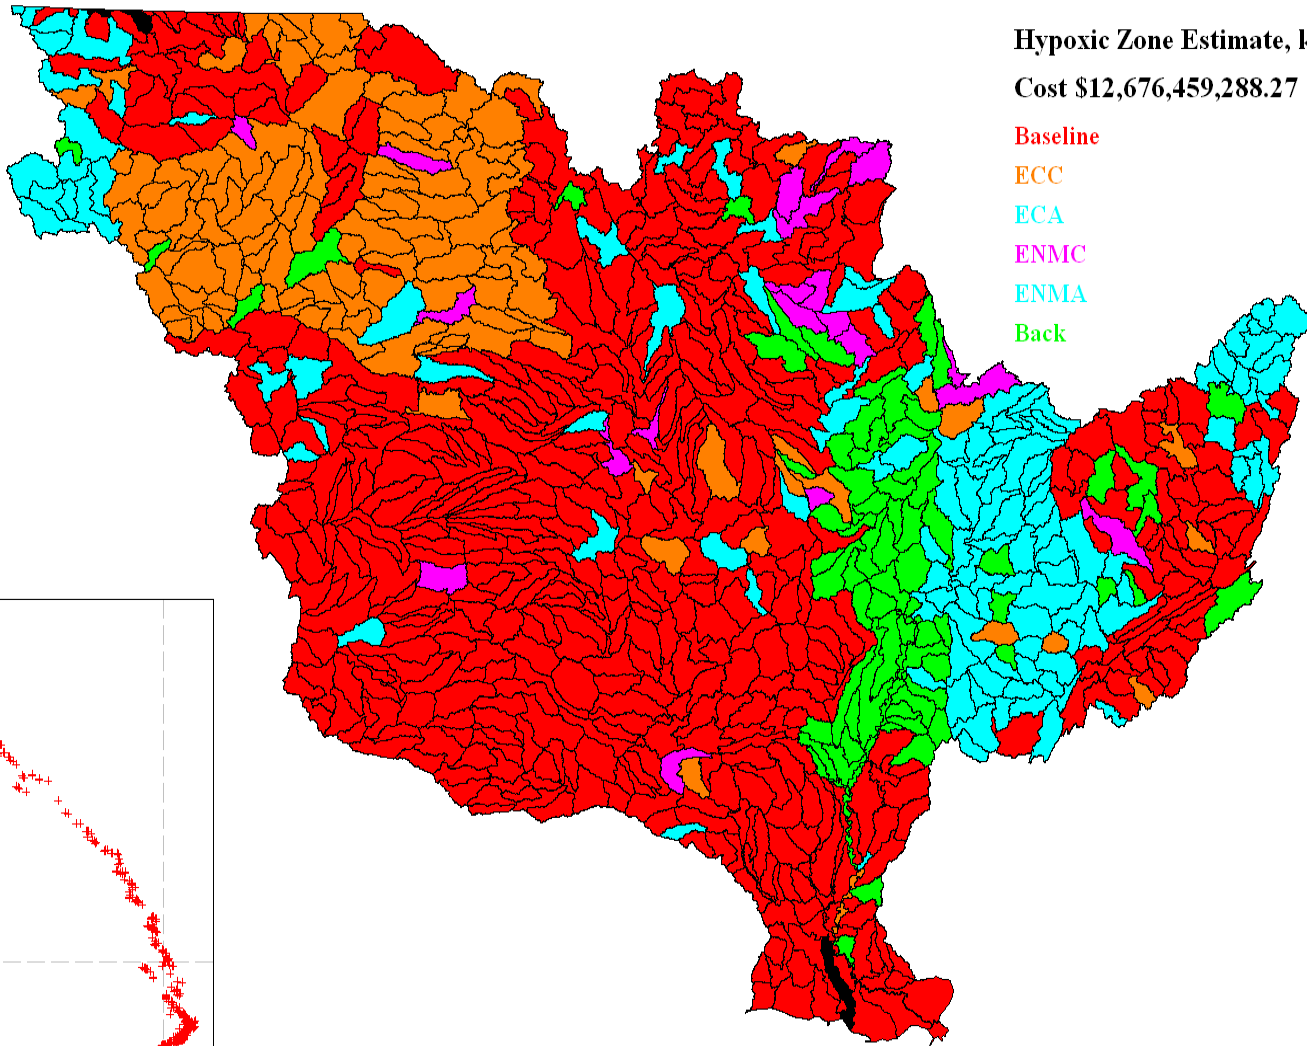 Hypoxic Zone Estimate,
Cost $12,676,459,288.27
Baseline
ECC
ECA
ENMC
ENMA
Back